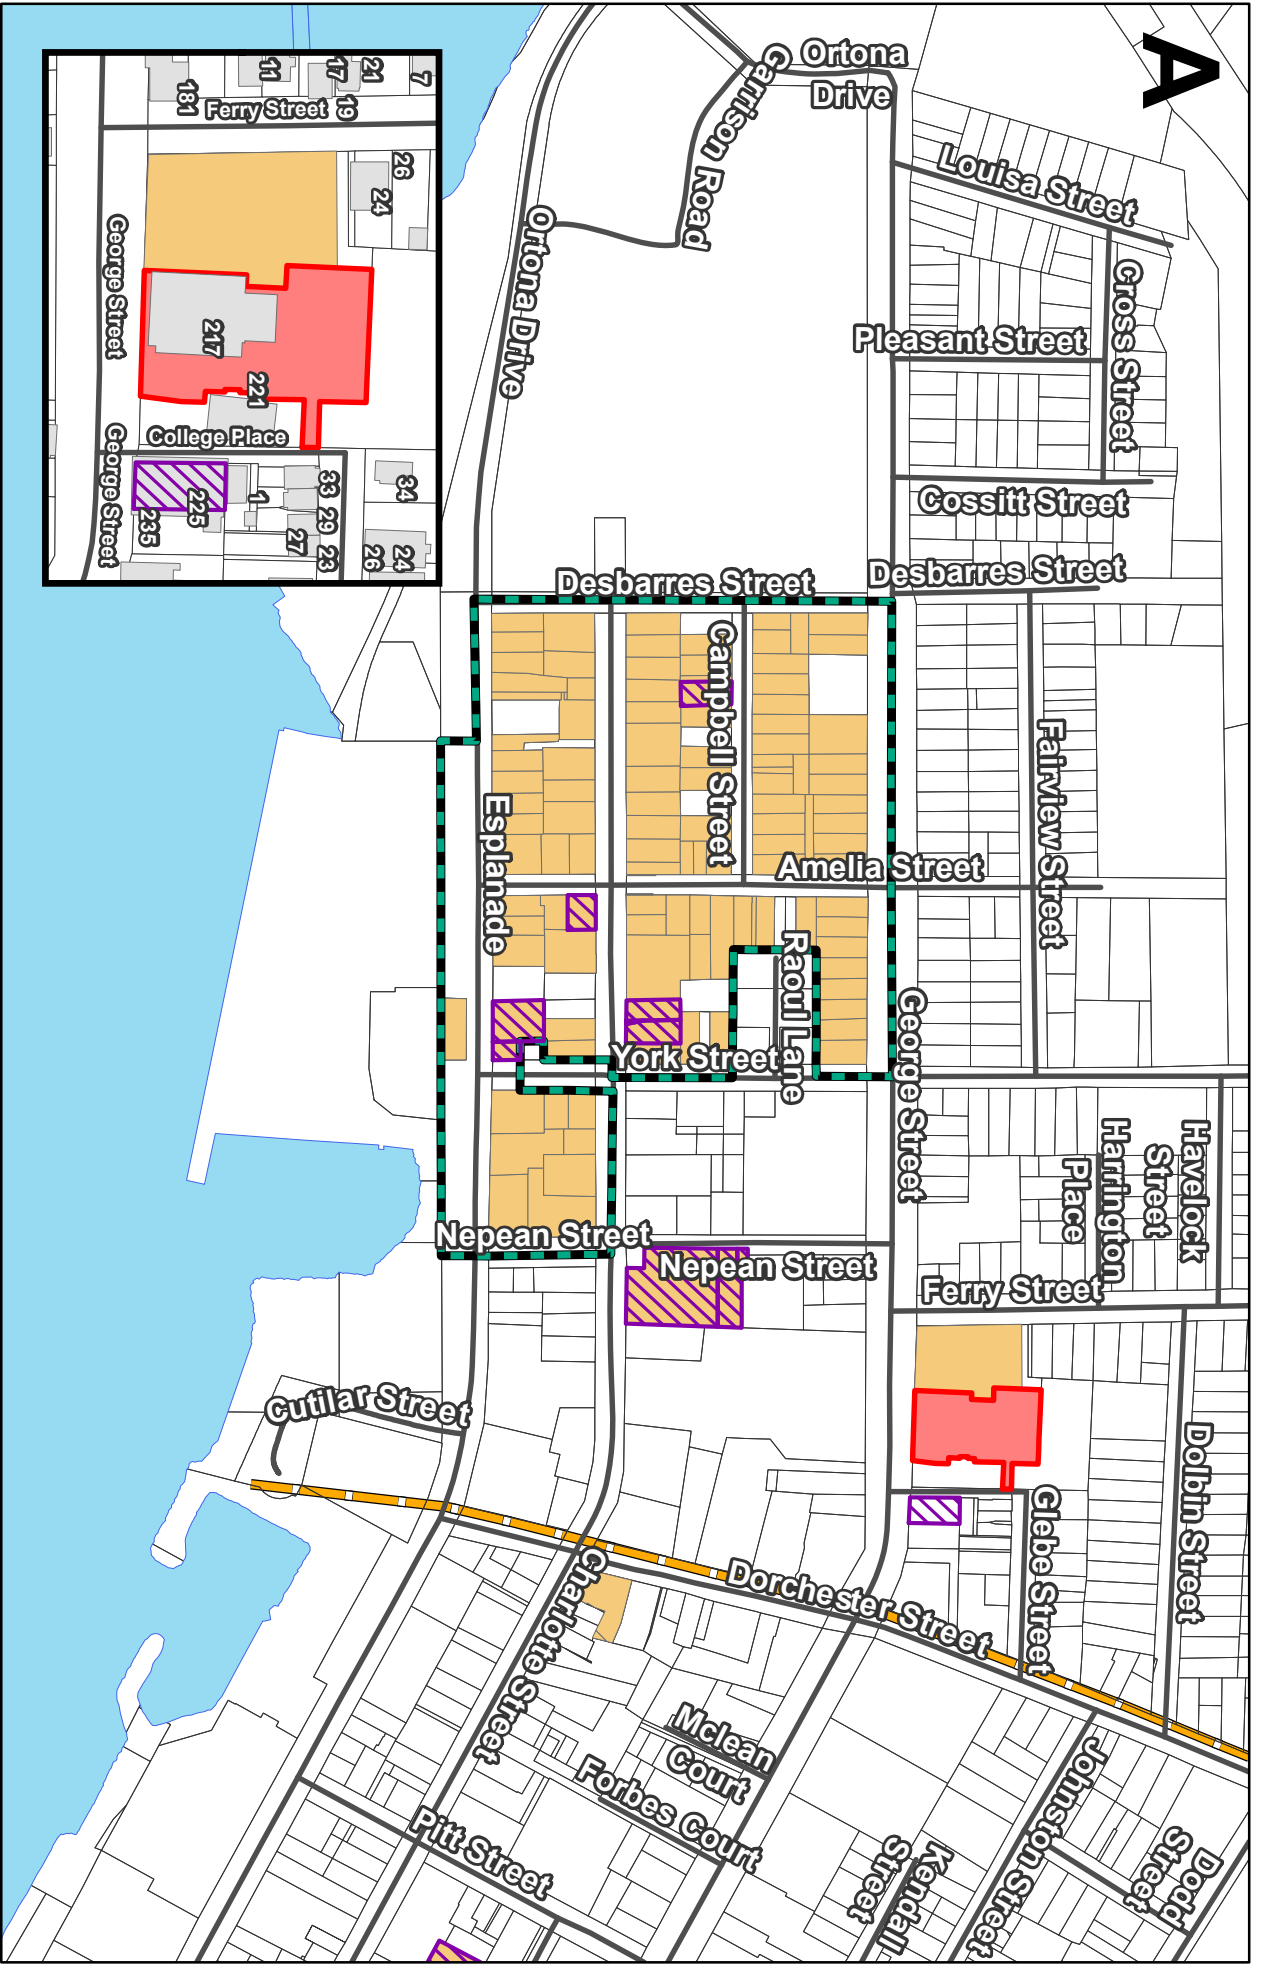 A
Ortona
Drive
Garrison Road
Louisa Street
Cross Street
Pleasant Street
Cossitt Street
Ortona Drive
Desbarres Street
Desbarres Street
Campbell Street
Fairview Street
Esplanade
Amelia Street
Raoul Lane
George Street
York Street
Havelock
Street
Harrington
Place
Nepean Street
Nepean Street
Ferry Street
Cutilar Street
Dolbin Street
Glebe Street
Dorchester Street
Charlotte Street
Mclean
Court
Forbes Court
Pitt Street
Johnston Street
Dodd
Street
Kendall
Street
181
11
17
21
7
19
Ferry Street
26
24
George Street
217
221
College Place
George Street
225
235
1
33
29
27
23
34
24
26